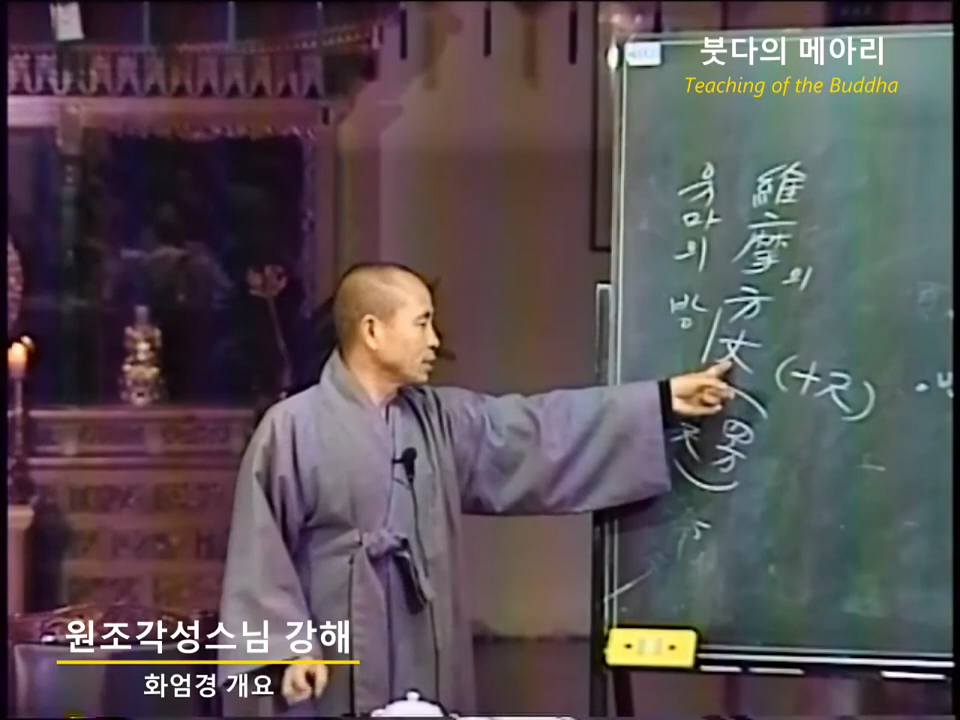 붓다의 메아리
Teaching of the Buddha
維摩의
方丈
(十尺)
유마의
방
원조각성스님 강해
화엄경 개요